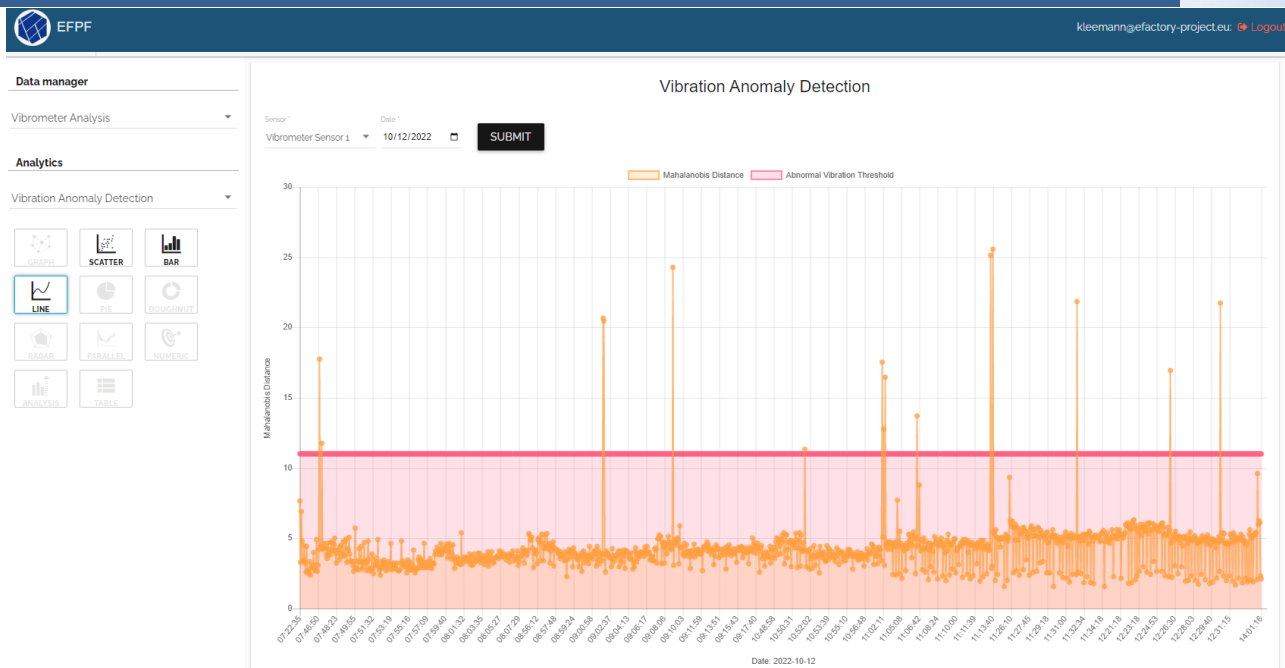 EFPF
kleemann@efactory-project.eu: Logout
Data manager
Vibrometer Analysis
Analytics
Vibration Anomaly Detection
GRAPH SCATTER BAR
LINE PIE DOUGHNUT
RADAR PARALLEL NUMERIC
ANALYSIS TABLE
Vibration Anomaly Detection
Sensor * Date *
Vibrometer Sensor 1 10/12/2022 SUBMIT
Mahalanobis Distance Abnormal Vibration Threshold
Mahalanobis Distance
30
25
20
15
10
5
0
07:22:35 07:46:50 07:48:23 07:49:55 07:51:32 07:53:19 07:55:16 07:57:09 07:59:40 08:01:32 08:03:35 08:05:27 08:07:29 08:56:12 08:57:48 08:59:24 09:00:58 09:02:37 09:04:13 09:06:17 09:08:06 09:10:03 09:11:59 09:13:51 09:15:43 09:17:40 10:48:58 10:50:31 10:52:02 10:53:39 10:55:10 10:56:48 11:02:11 11:05:08 11:06:42 11:08:24 11:10:00 11:11:39 11:13:40 11:26:10 11:27:45 11:29:18 11:31:00 11:32:34 11:34:18 12:21:18 12:23:18 12:24:53 12:26:30 12:28:03 12:29:40 12:31:15 14:01:16
Date: 2022-10-12